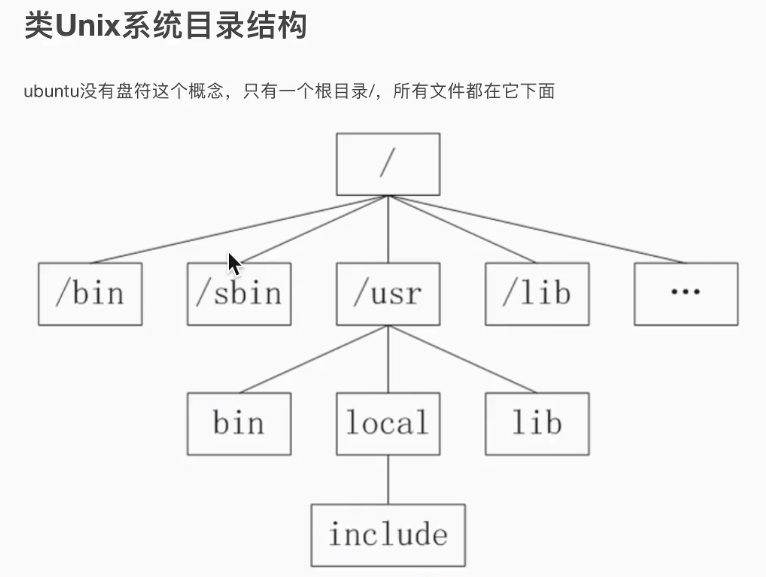 类Unix系统目录结构
ubuntu没有盘符这个概念，只有一个根目录/，所有文件都在它下面
/
/bin /sbin /usr /lib ...
bin local lib
include